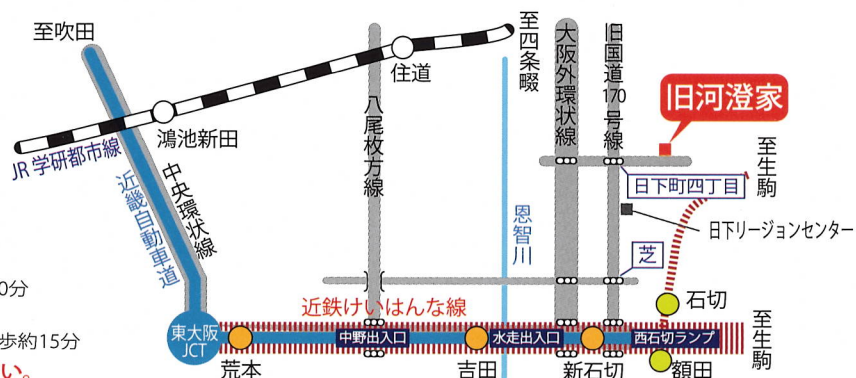 至吹田
至四条畷
大阪外環状線
旧国道170号線
住道
旧河澄家
八尾枚方線
鴻池新田
JR学研都市線
至生駒
中央環状線
近畿自動車道
日下町四丁目
恩智川
日下リージョンセンター
芝
0分
石切
近鉄けいはんな線
歩約15分
東大阪
JCT
中野出入口
水走出入口
西石切ランプ
至生駒
い。
荒本
吉田
新石切
額田